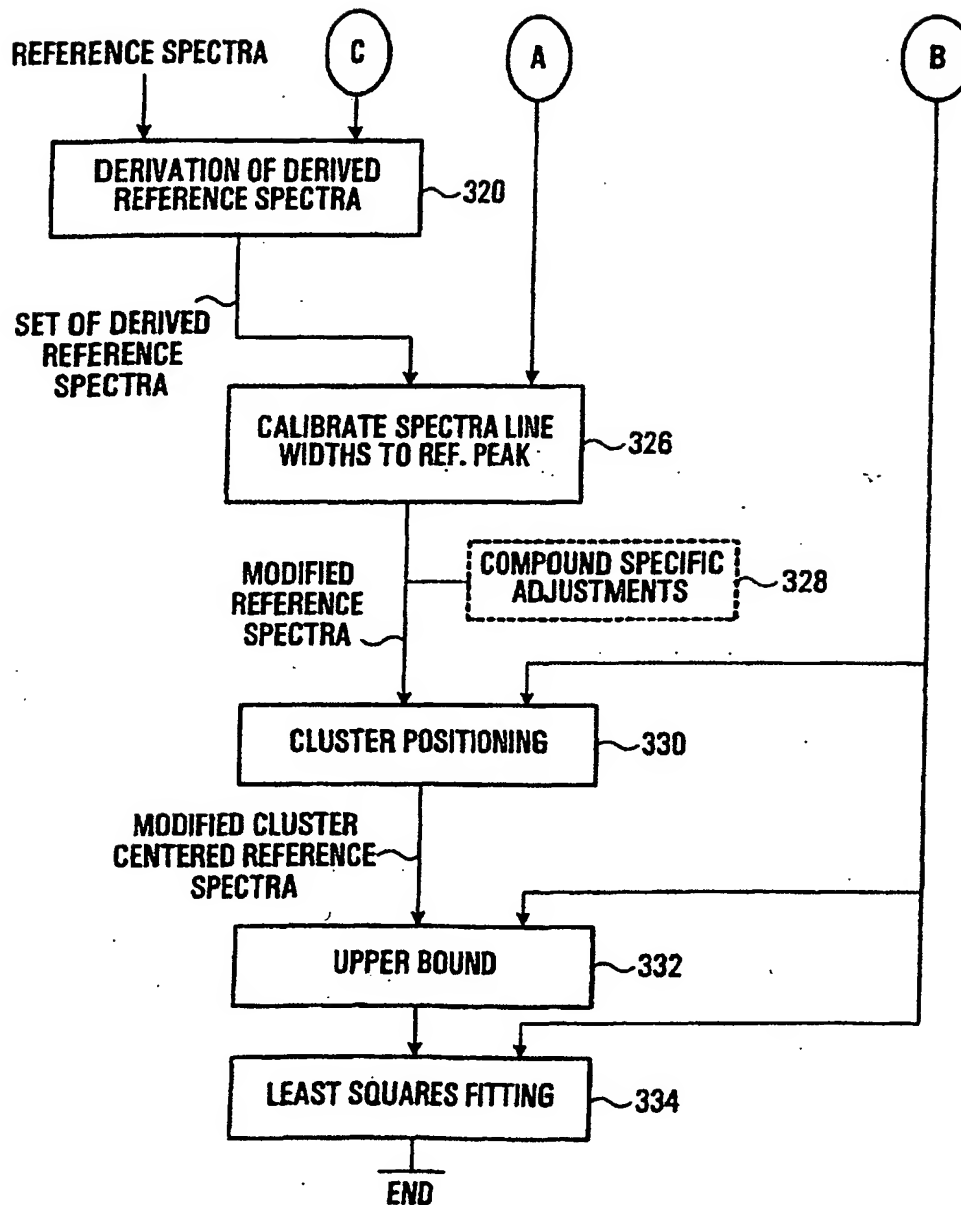 REFERENCE SPECTRA
C
A
B
DERIVATION OF DERIVED
REFERENCE SPECTRA
320
SET OF DERIVED
REFERENCE
SPECTRA
CALIBRATE SPECTRA LINE
WIDTHS TO REF. PEAK
326
MODIFIED
REFERENCE
SPECTRA
COMPOUND SPECIFIC
ADJUSTMENTS
328
CLUSTER POSITIONING
330
MODIFIED CLUSTER
CENTERED REFERENCE
SPECTRA
UPPER BOUND
332
LEAST SQUARES FITTING
334
END